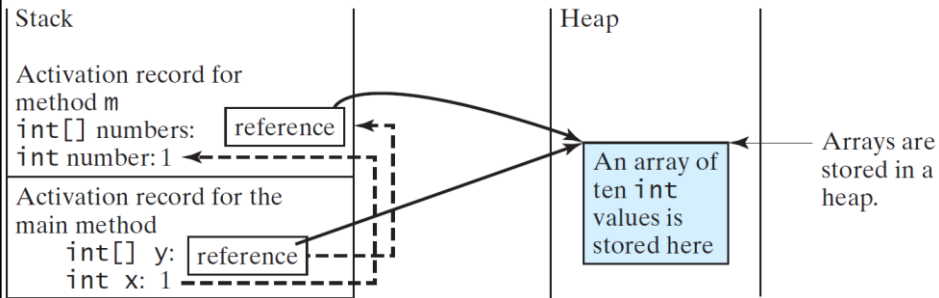 Stack
Heap
Activation record for
method m
int[] numbers: reference
int number: 1
Activation record for the
main method
int[] y: reference
int x: 1
An array of
ten int
values is
stored here
Arrays are
stored in a
heap.